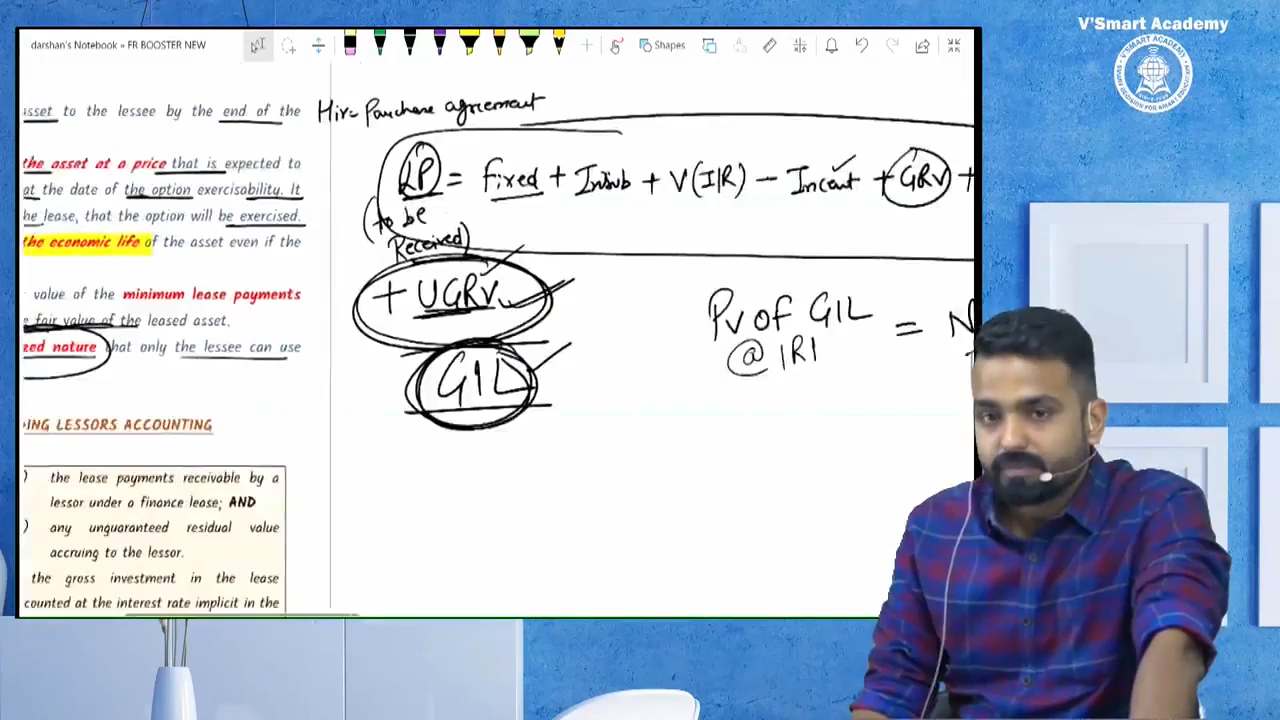 V'Smart Academy
darshan's Notebook » FR BOOSTER NEW
Shapes
asset to the lessee by the end of the
the asset at a price that is expected to
at the date of the option exercisability. It
the lease, that the option will be exercised.
the economic life of the asset even if the
value of the minimum lease payments
fair value of the leased asset.
zed nature that only the lessee can use
ING LESSORS ACCOUNTING
) the lease payments receivable by a
lessor under a finance lease; AND
) any unguaranteed residual value
accruing to the lessor.
the gross investment in the lease
counted at the interest rate implicit in the
Hire Purchase agreement
LP = fixed + Insub + V(I/R) - Incent + GRV +
(to be
Received)
+ UGRV
GIL
PV of GIL = N
@ IRI